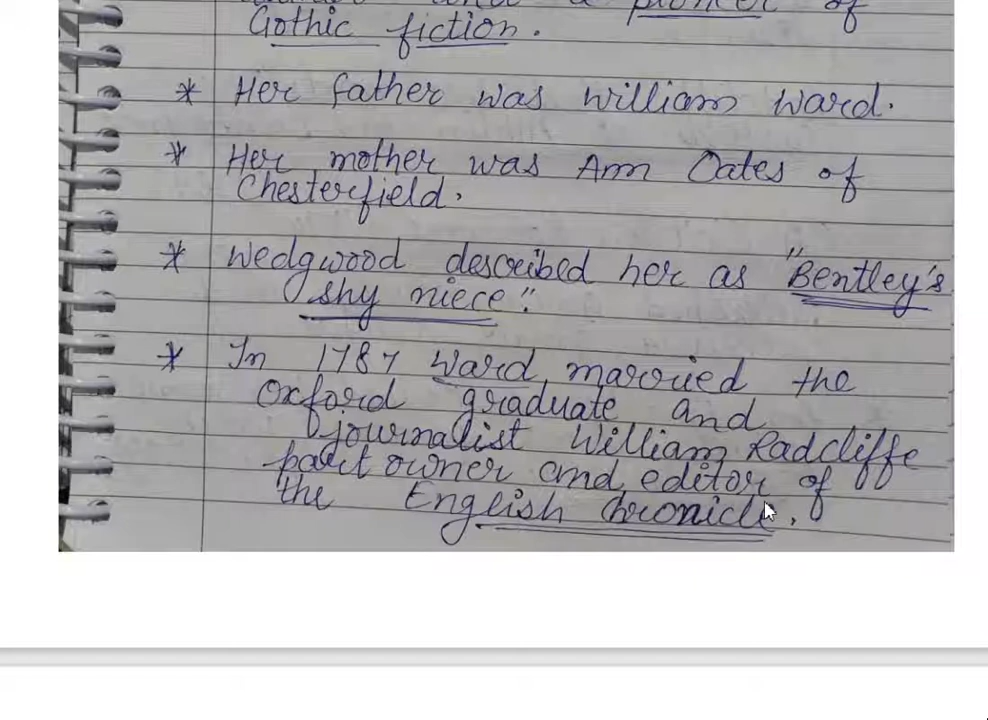 pioneer of
Gothic fiction.
* Her father was William Ward.
* Her mother was Ann Oates of
Chesterfield.
* Wedgwood described her as "Bentley's
shy niece".
* In 1787 Ward married the
Oxford graduate and
journalist William Radcliffe
part owner and editor of
the English Chronicle.